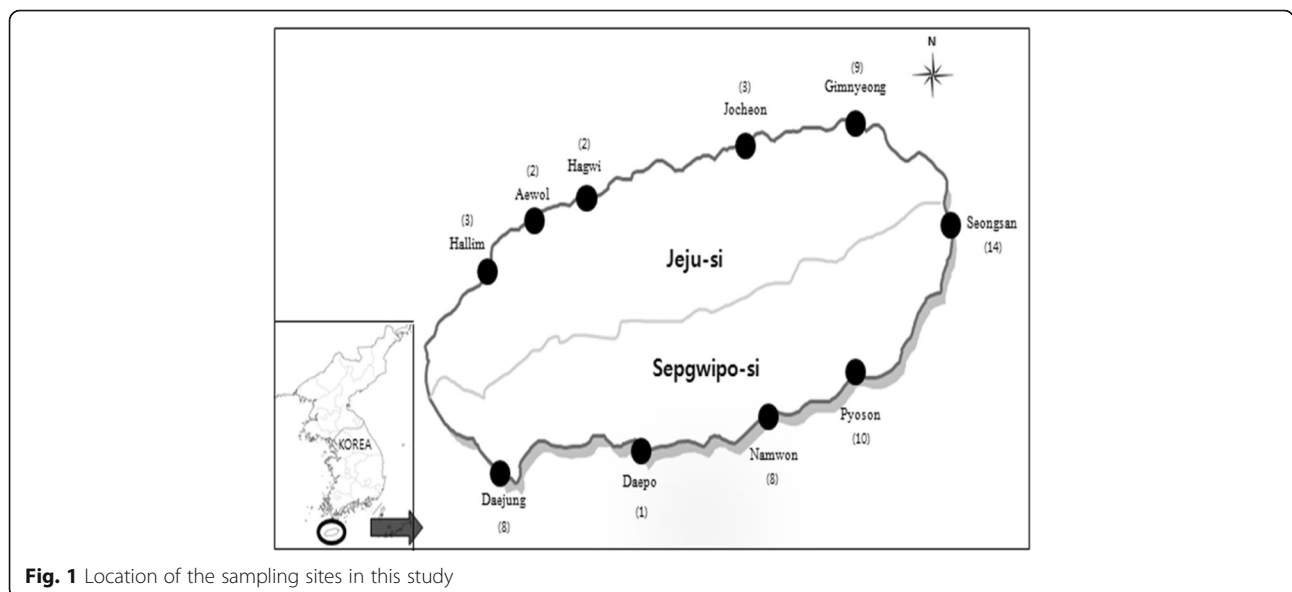 N
(9)
Gimnyeong
(3)
Jocheon
(2)
Hagwi
(2)
Aewol
(3)
Hallim
Seongsan
(14)
Jeju-si
Sepgwipo-si
Pyoson
(10)
Namwon
(8)
Daepo
(1)
Daejung
(8)
KOREA
Fig. 1 Location of the sampling sites in this study